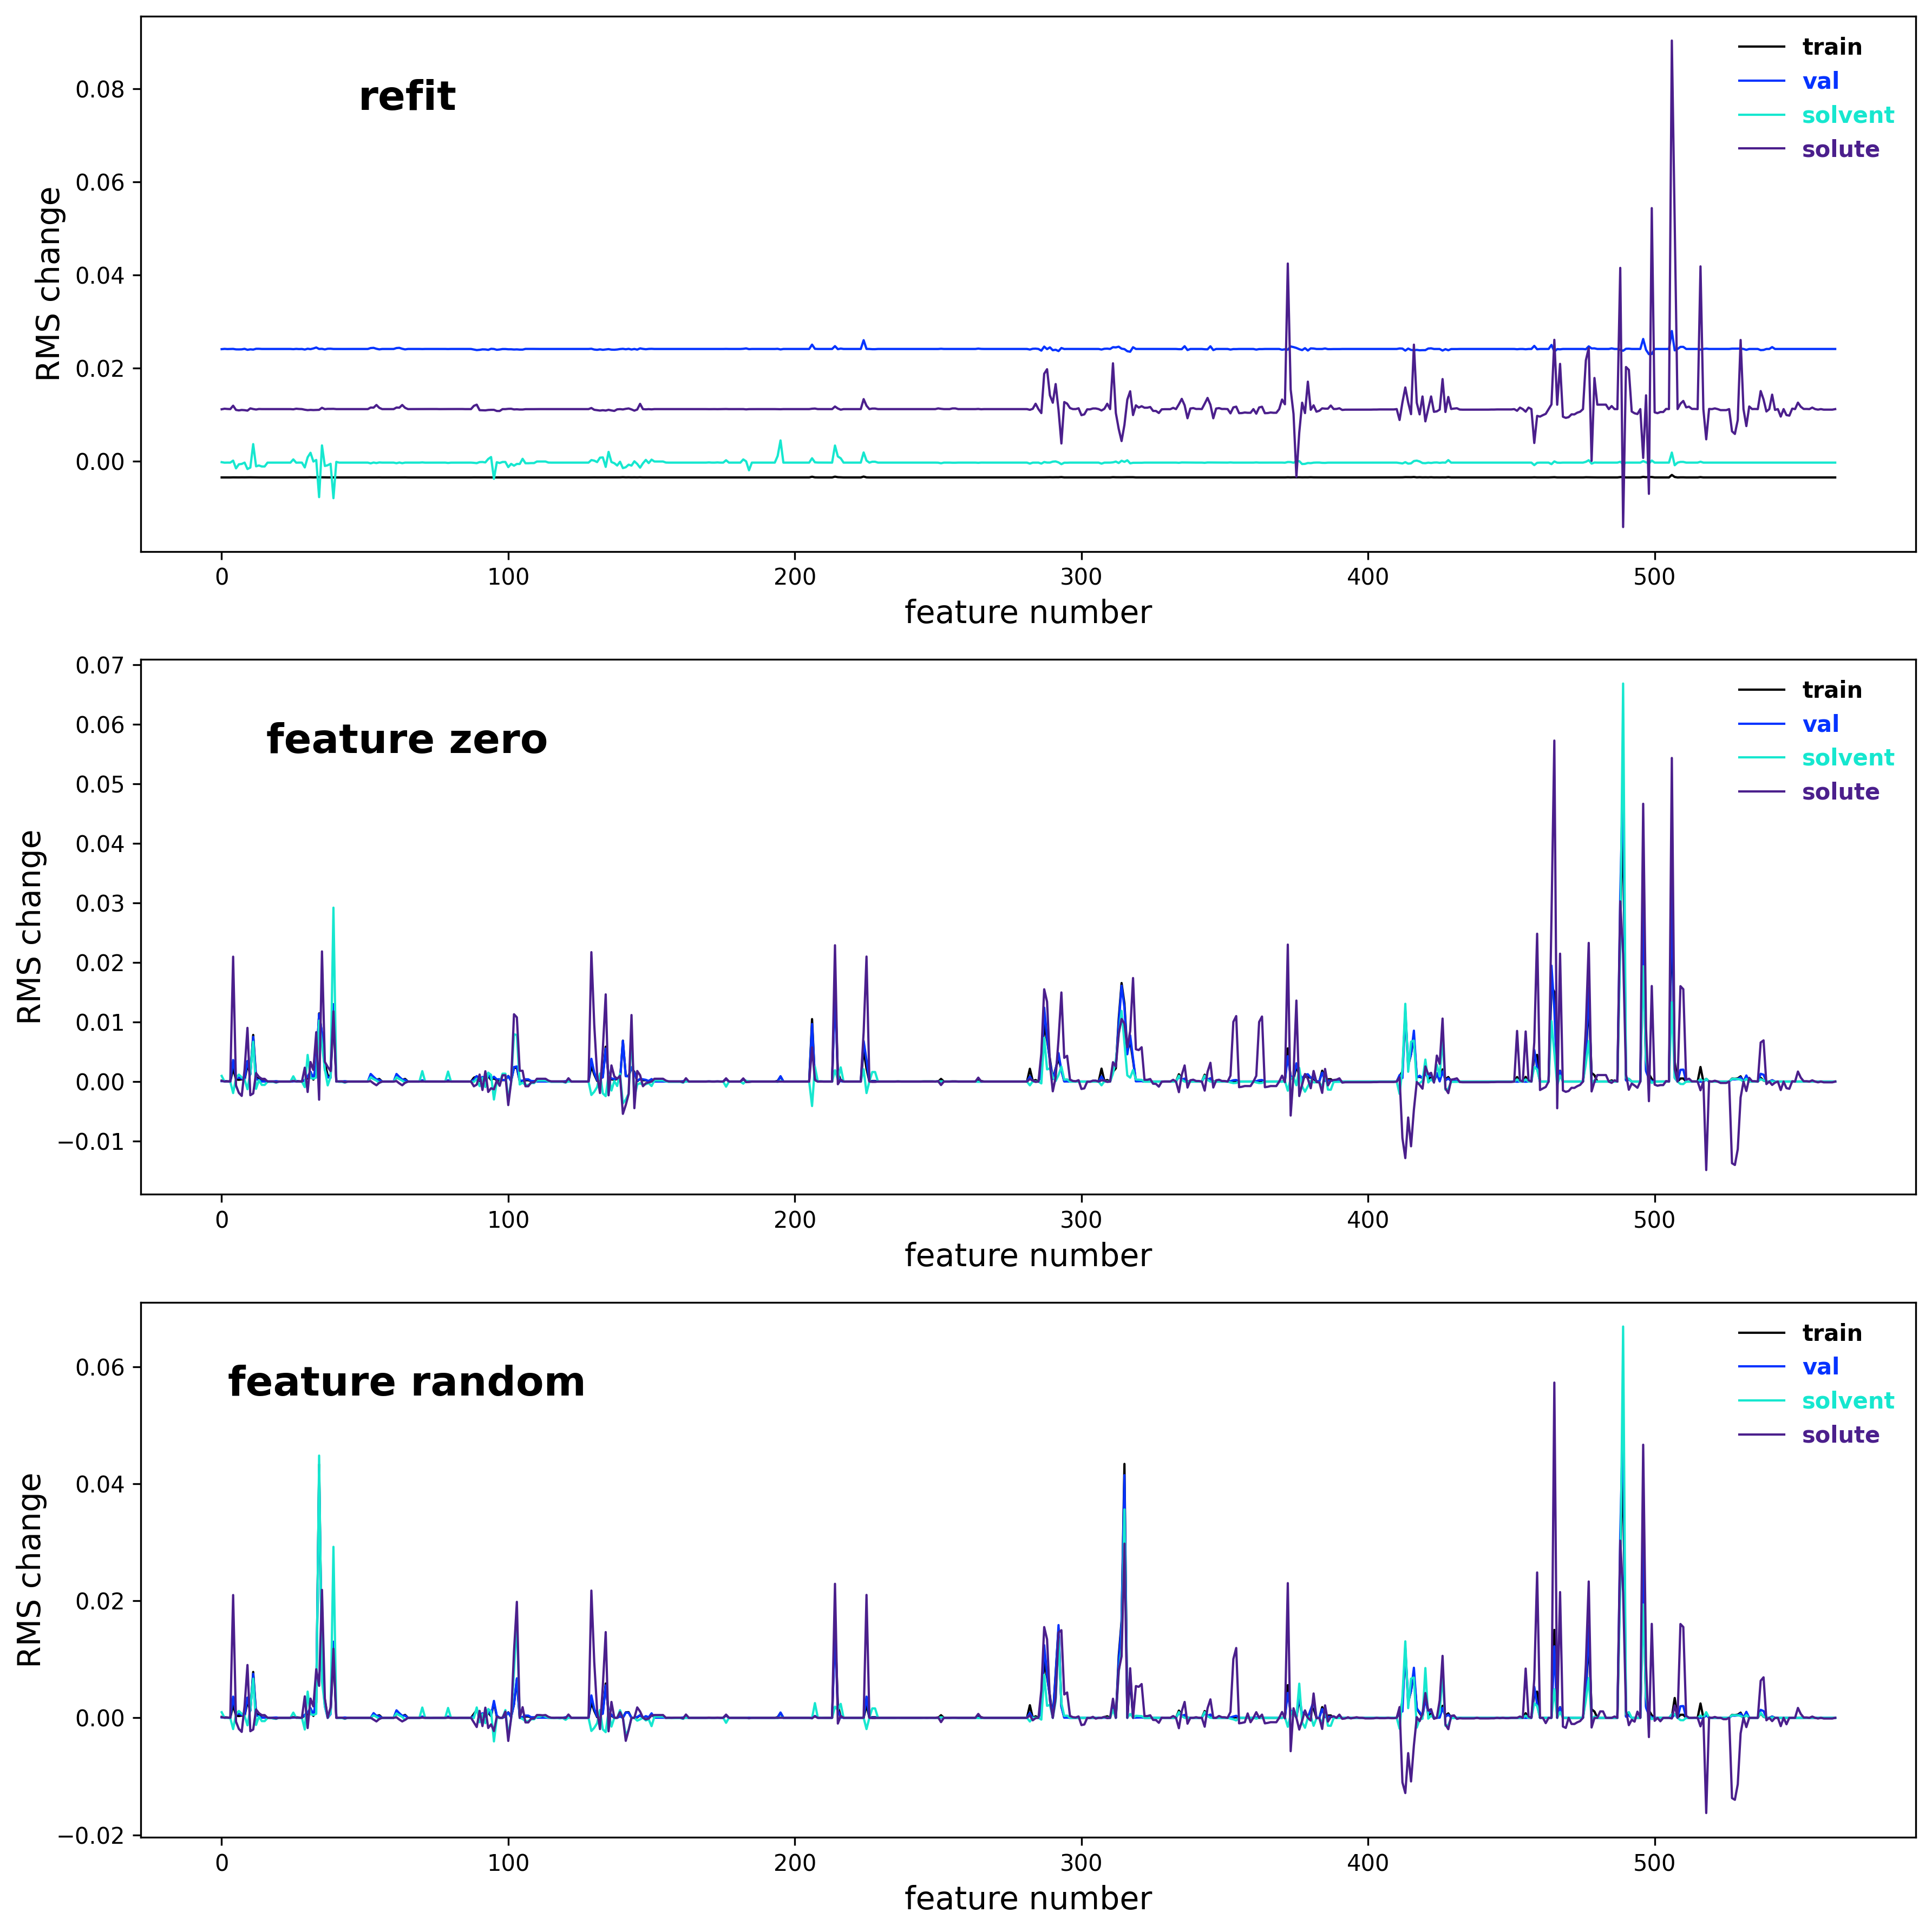 refit
train
val
solvent
solute
RMS change
0.08
0.06
0.04
0.02
0.00
0 100 200 300 400 500
feature number
feature zero
train
val
solvent
solute
RMS change
0.07
0.06
0.05
0.04
0.03
0.02
0.01
0.00
−0.01
0 100 200 300 400 500
feature number
feature random
train
val
solvent
solute
RMS change
0.06
0.04
0.02
0.00
−0.02
0 100 200 300 400 500
feature number